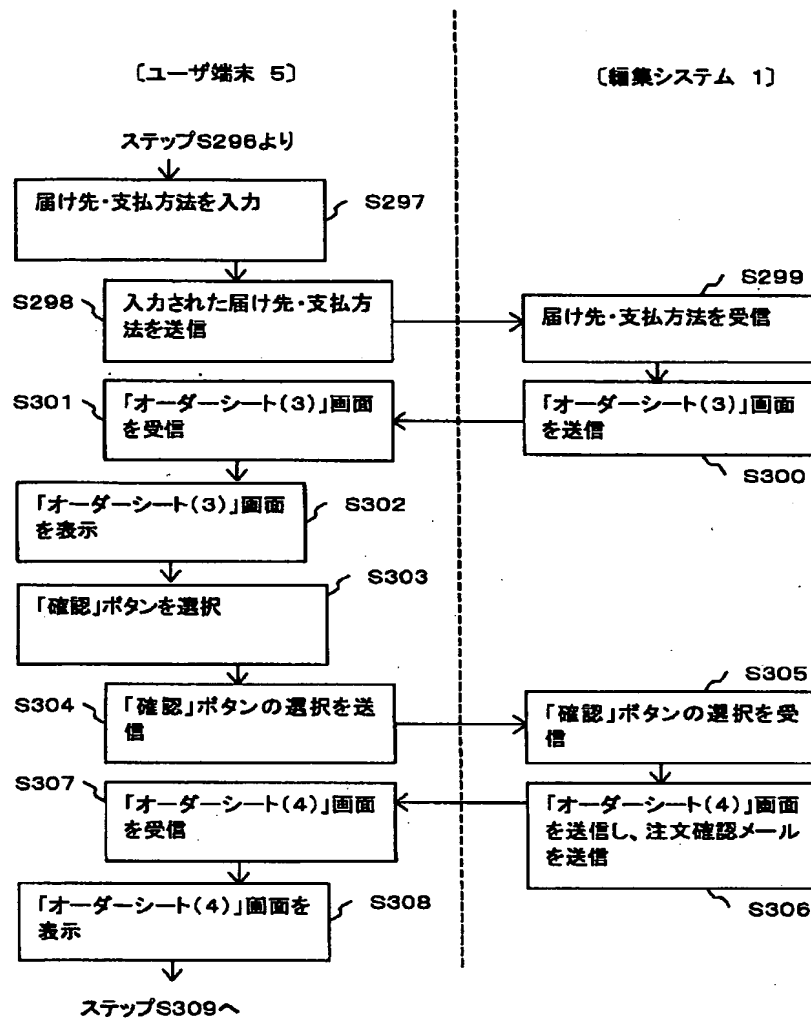 〔ユーザ端末 5〕
〔編集システム 1〕
ステップS296より
届け先・支払方法を入力
S297
S298
入力された届け先・支払方
法を送信
S299
届け先・支払方法を受信
S301
「オーダーシート(3)」画面
を受信
「オーダーシート(3)」画面
を送信
S300
「オーダーシート(3)」画面
を表示
S302
S303
「確認」ボタンを選択
S304
「確認」ボタンの選択を送
信
S305
「確認」ボタンの選択を受
信
S307
「オーダーシート(4)」画面
を受信
「オーダーシート(4)」画面
を送信し、注文確認メール
を送信
S306
「オーダーシート(4)」画面を
表示
S308
ステップS309へ